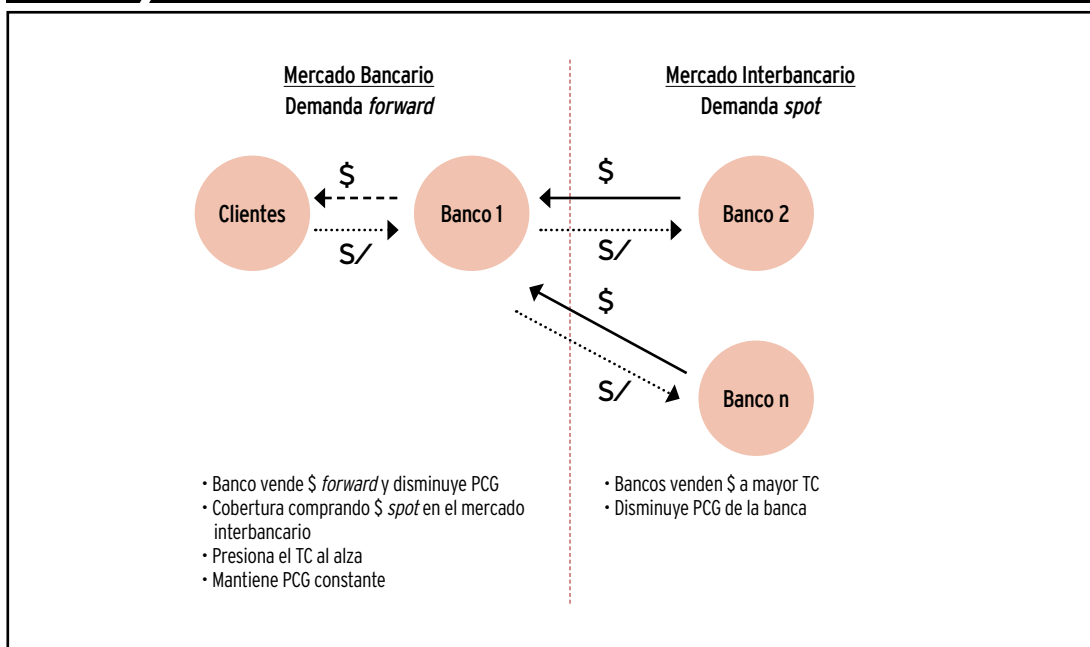 Mercado Bancario
Demanda forward
Mercado Interbancario
Demanda spot
$
Clientes
Banco 1
S/
$
Banco 2
S/
$
S/
Banco n
• Banco vende $ forward y disminuye PCG
• Cobertura comprando $ spot en el mercado
interbancario
• Presiona el TC al alza
• Mantiene PCG constante
• Bancos venden $ a mayor TC
• Disminuye PCG de la banca